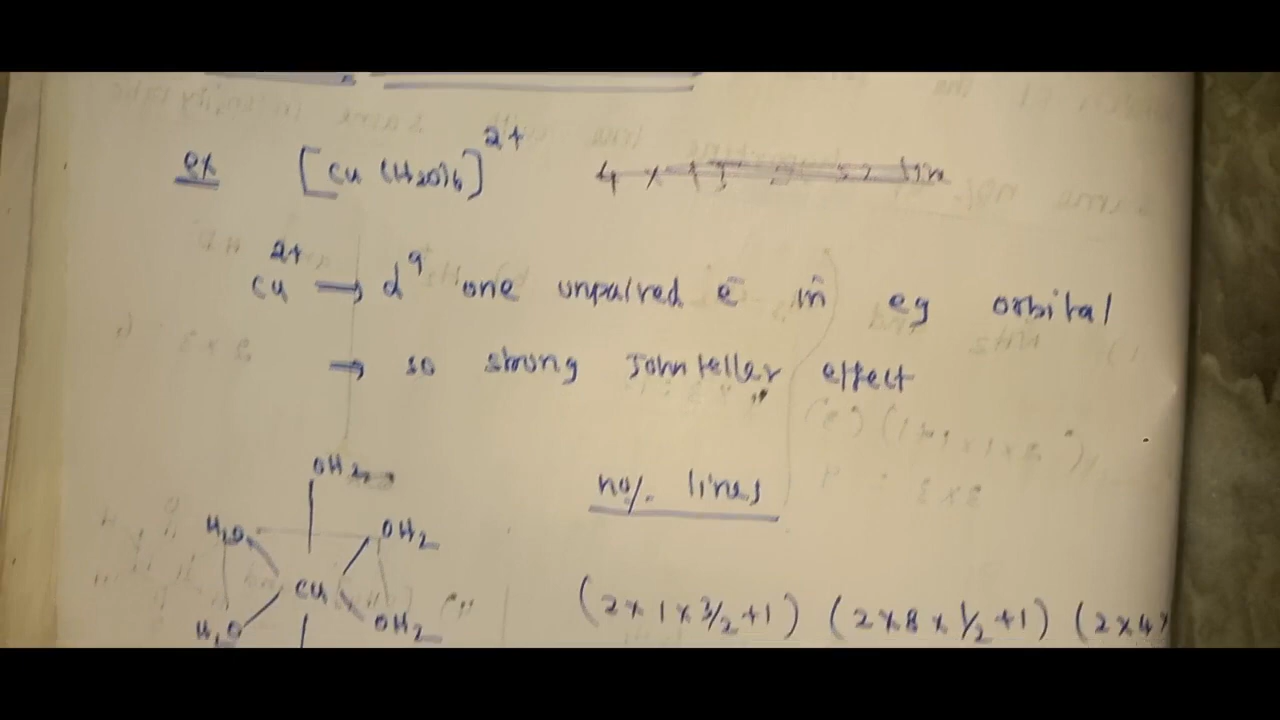 ex [Cu (H2O)6]2+
Cu2+ → d9 one unpaired ē in eg orbital
→ so strong John teller effect
OH2
no/. lines
H2O OH2
Cu
(2 x 1 x 3/2 +1) (2 x 8 x 1/2 +1) (2 x 4 x
H2O OH2